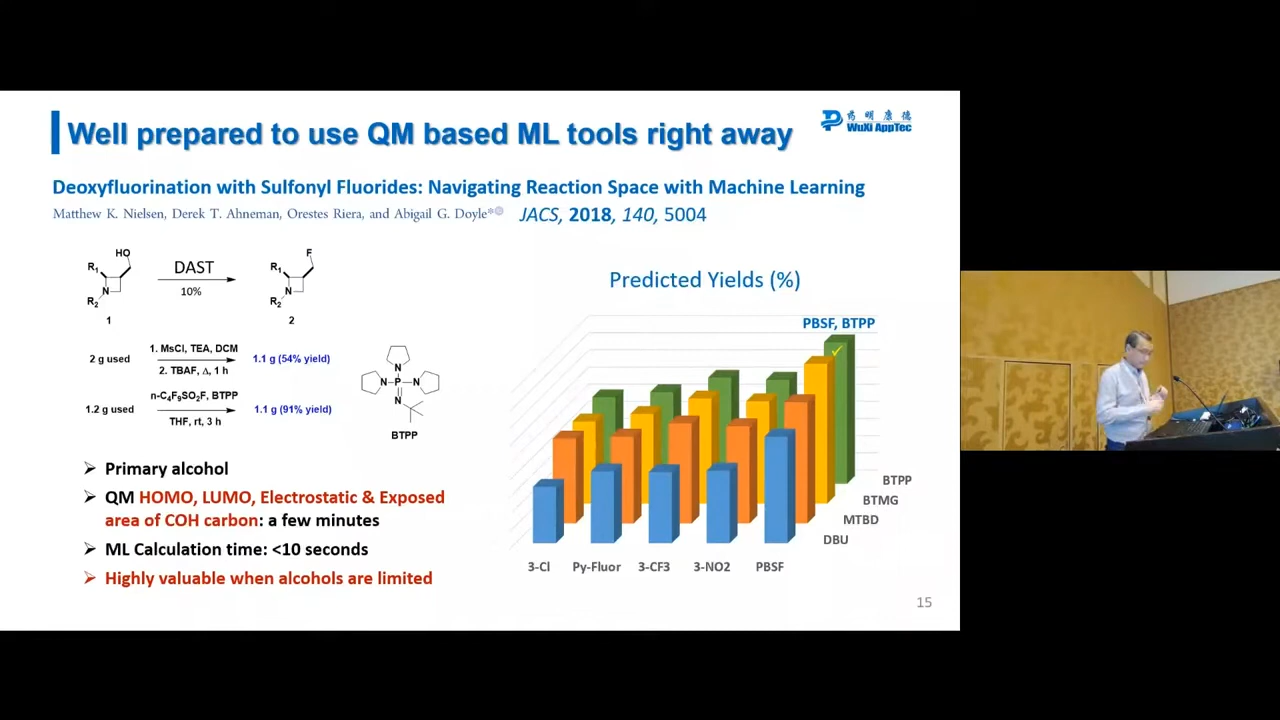 Well prepared to use QM based ML tools right away
药 明 康 德
WuXi AppTec
Deoxyfluorination with Sulfonyl Fluorides: Navigating Reaction Space with Machine Learning
Matthew K. Nielsen, Derek T. Ahneman, Orestes Riera, and Abigail G. Doyle*
JACS, 2018, 140, 5004
HO
R1
N
R2
1
DAST
10%
F
R1
N
R2
2
2 g used
1. MsCl, TEA, DCM
2. TBAF, Δ, 1 h
1.1 g (54% yield)
1.2 g used
n-C4F9SO2F, BTPP
THF, rt, 3 h
1.1 g (91% yield)
N
N P N
N
BTPP
➢ Primary alcohol
➢ QM HOMO, LUMO, Electrostatic & Exposed
area of COH carbon: a few minutes
➢ ML Calculation time: <10 seconds
➢ Highly valuable when alcohols are limited
Predicted Yields (%)
PBSF, BTPP
✓
BTPP
BTMG
MTBD
DBU
3-Cl Py-Fluor 3-CF3 3-NO2 PBSF
15